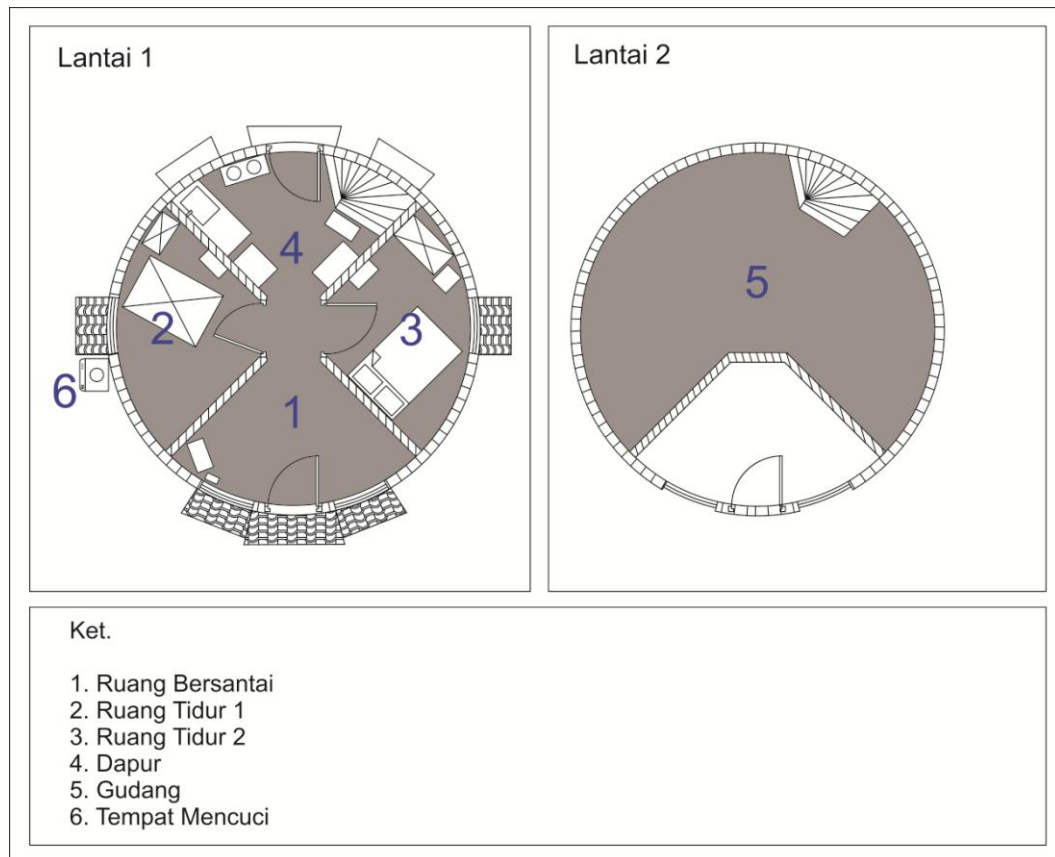 Lantai 1
Lantai 2
4
2
3
5
6
1
Ket.
1. Ruang Bersantai
2. Ruang Tidur 1
3. Ruang Tidur 2
4. Dapur
5. Gudang
6. Tempat Mencuci